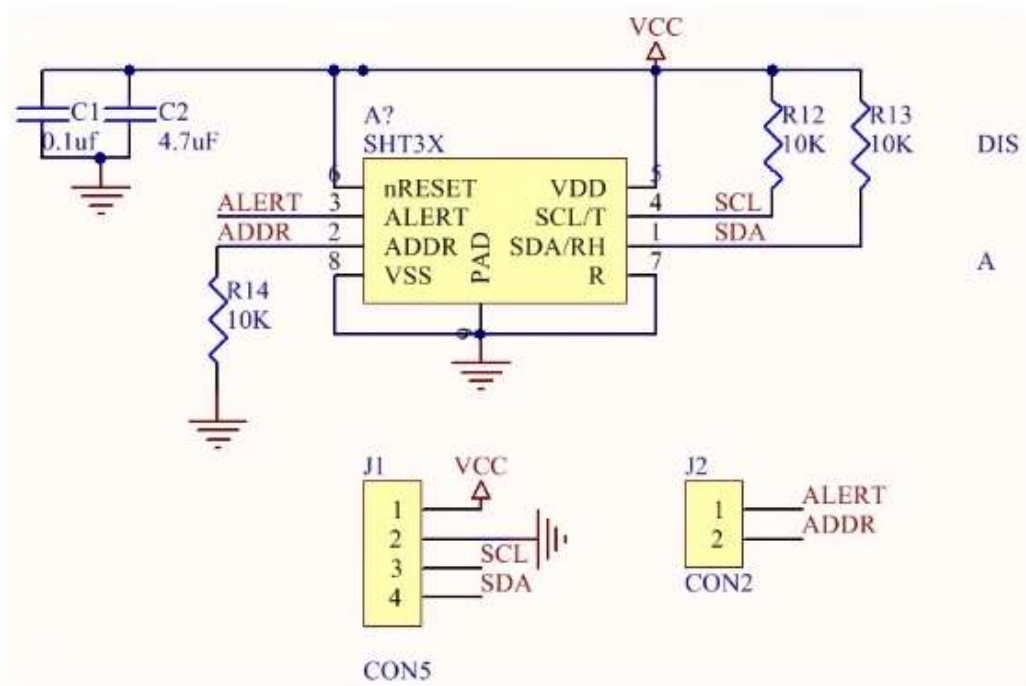 VCC
C1
0.1uf
C2
4.7uF
A?
SHT3X
R12
10K
R13
10K
DIS
6
nRESET
VDD
5
ALERT
3
ALERT
SCL/T
4
SCL
ADDR
2
ADDR
SDA/RH
1
SDA
8
VSS
PAD
R
7
A
R14
10K
9
J1
VCC
1
2
3
SCL
4
SDA
CON5
J2
1
ALERT
2
ADDR
CON2